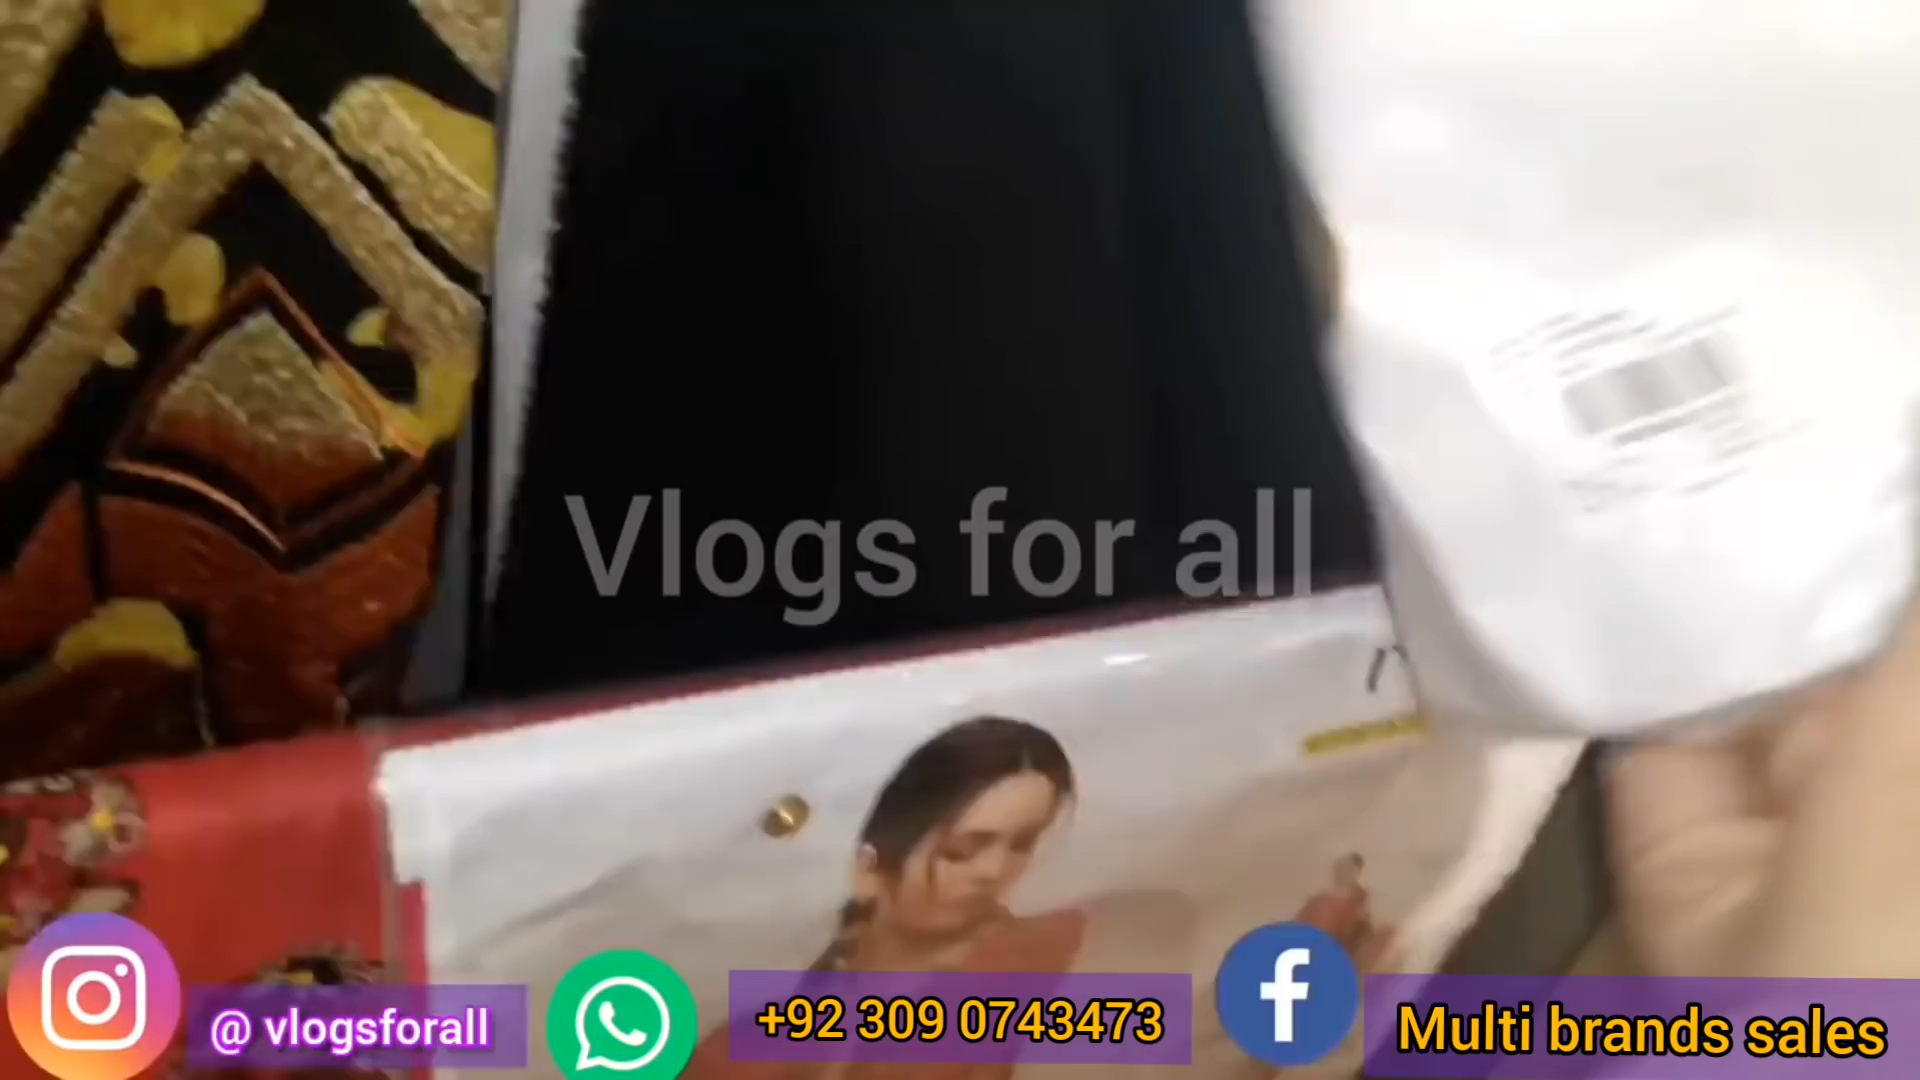 Vlogs for all
@ vlogsforall
+92 309 0743473
Multi brands sales